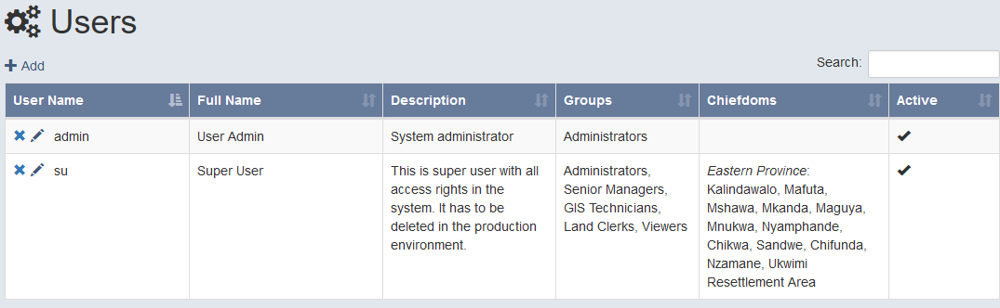 Users
Add
Search:
User Name Full Name Description Groups Chiefdoms Active
admin User Admin System administrator Administrators
su Super User This is super user with all Administrators, Eastern Province:
access rights in the Senior Managers, Kalindawalo, Mafuta,
system. It has to be GIS Technicians, Mshawa, Mkanda, Maguya,
deleted in the production Land Clerks, Viewers Mnukwa, Nyamphande,
environment. Chikwa, Sandwe, Chifunda,
Nzamane, Ukwimi
Resettlement Area